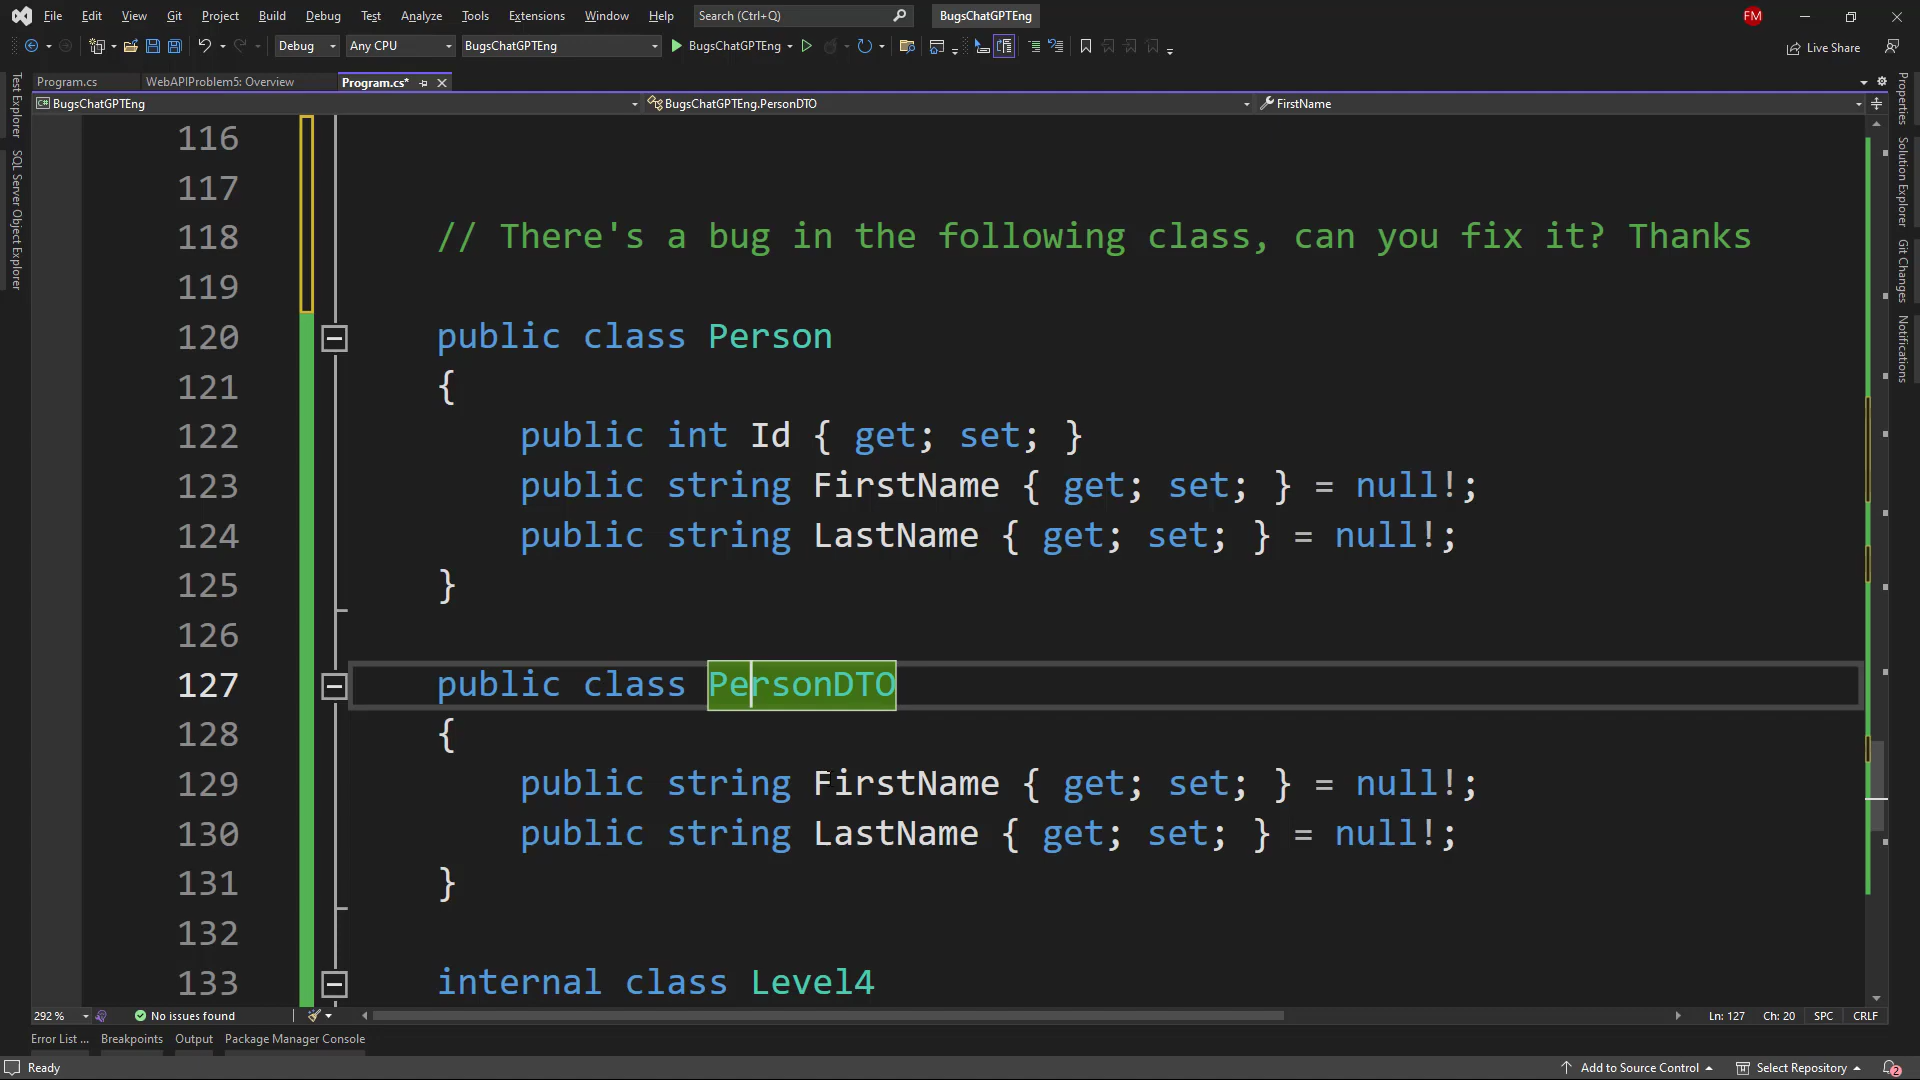 File Edit View Git Project Build Debug Test Analyze Tools Extensions Window Help Search (Ctrl+Q) BugsChatGPTEng FM
Debug Any CPU BugsChatGPTEng BugsChatGPTEng Live Share
Program.cs WebAPIProblem5: Overview Program.cs*
BugsChatGPTEng BugsChatGPTEng.PersonDTO FirstName
Test Explorer
SQL Server Object Explorer
Properties
Solution Explorer
Git Changes
Notifications
116
117
118 // There's a bug in the following class, can you fix it? Thanks
119
120 public class Person
121 {
122 public int Id { get; set; }
123 public string FirstName { get; set; } = null!;
124 public string LastName { get; set; } = null!;
125 }
126
127 public class PersonDTO
128 {
129 public string FirstName { get; set; } = null!;
130 public string LastName { get; set; } = null!;
131 }
132
133 internal class Level4
292 % No issues found Ln: 127 Ch: 20 SPC CRLF
Error List ... Breakpoints Output Package Manager Console
Ready Add to Source Control Select Repository 2